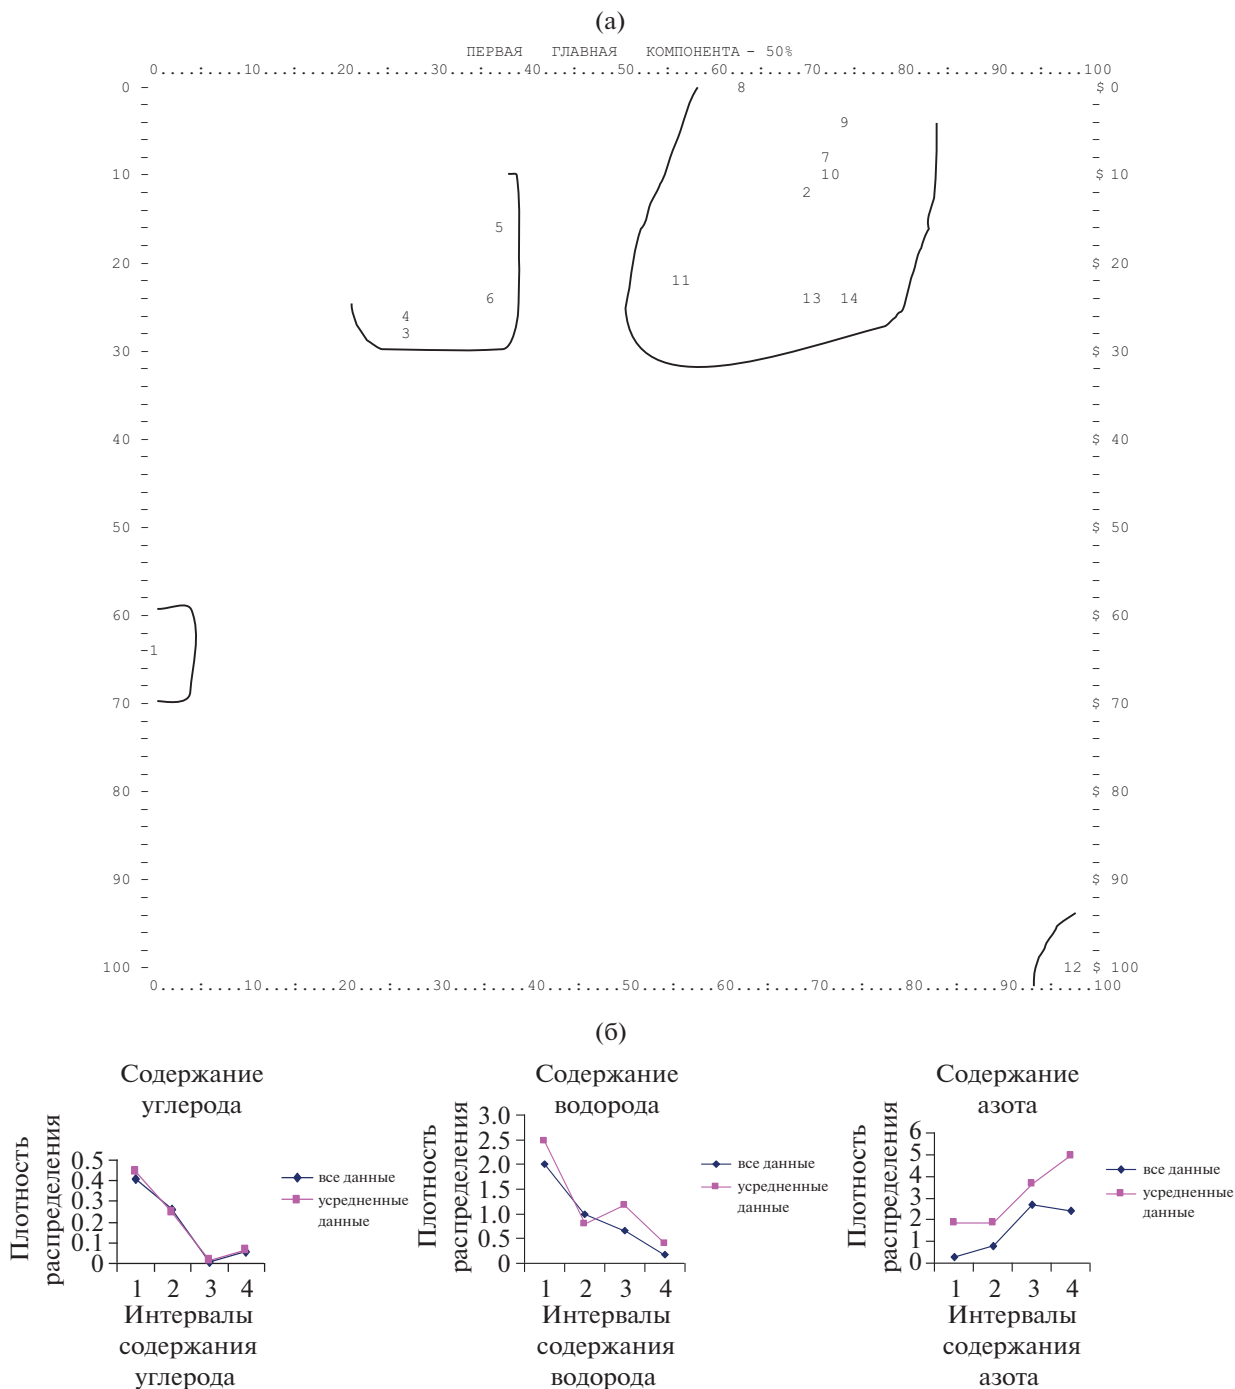 (а)
ПЕРВАЯ ГЛАВНАЯ КОМПОНЕНТА – 50%
0....:....10....:....20....:....30....:....40....:....50....:....60....:....70....:....80....:....90....:....100
0 – 8 $ 0
–
– 9
–
– 7
10 – 10 $ 10
– 2
–
– 5
–
20 – $ 20
– 11
– 6 13 14
– 4
– 3
30 – $ 30
40 – $ 40
50 – $ 50
60 – $ 60
–1
70 – $ 70
80 – $ 80
90 – $ 90
100 – 12 $ 100
0....:....10....:....20....:....30....:....40....:....50....:....60....:....70....:....80....:....90....:....100
(б)
Содержание
углерода
Плотность
распределения
0.5
0.4
0.3
0.2
0.1
0
1 2 3 4
Интервалы
содержания
углерода
все данные
усредненные
данные
Содержание
водорода
Плотность
распределения
3.0
2.5
2.0
1.5
1.0
0.5
0
1 2 3 4
Интервалы
содержания
водорода
все данные
усредненные
данные
Содержание
азота
Плотность
распределения
6
5
4
3
2
1
0
1 2 3 4
Интервалы
содержания
азота
все данные
усредненные
данные